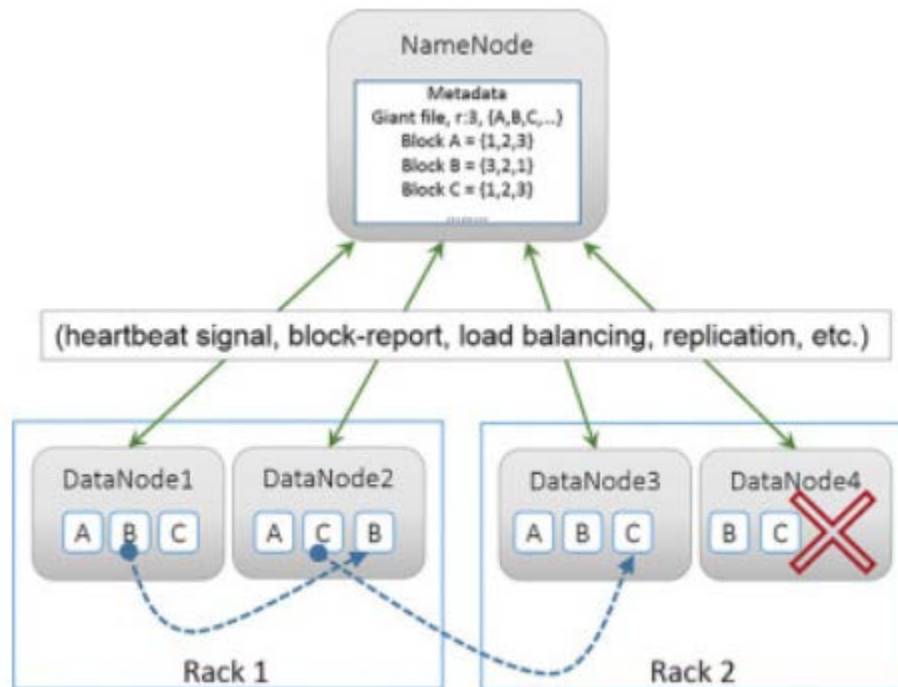 NameNode
Metadata
Giant file, r:3, {A,B,C,...}
Block A = {1,2,3}
Block B = {3,2,1}
Block C = {1,2,3}
........
(heartbeat signal, block-report, load balancing, replication, etc.)
DataNode1 DataNode2 DataNode3 DataNode4
A B C A C B A B C B C
Rack 1 Rack 2